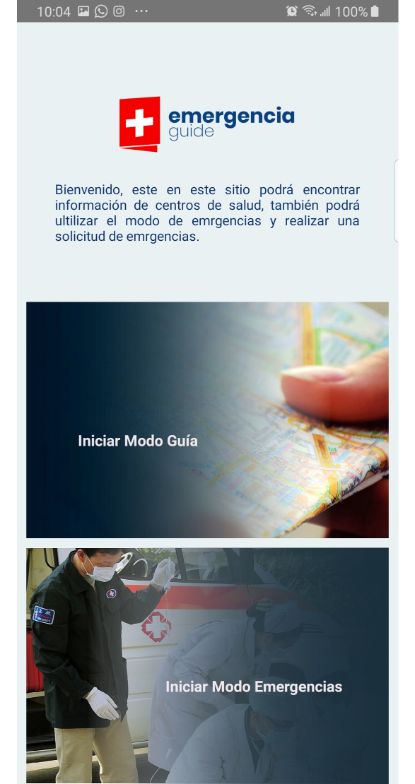 10:04 ... 100%
emergencia
guide
Bienvenido, este en este sitio podrá encontrar
información de centros de salud, también podrá
ultilizar el modo de emrgencias y realizar una
solicitud de emrgencias.
Iniciar Modo Guía
Iniciar Modo Emergencias